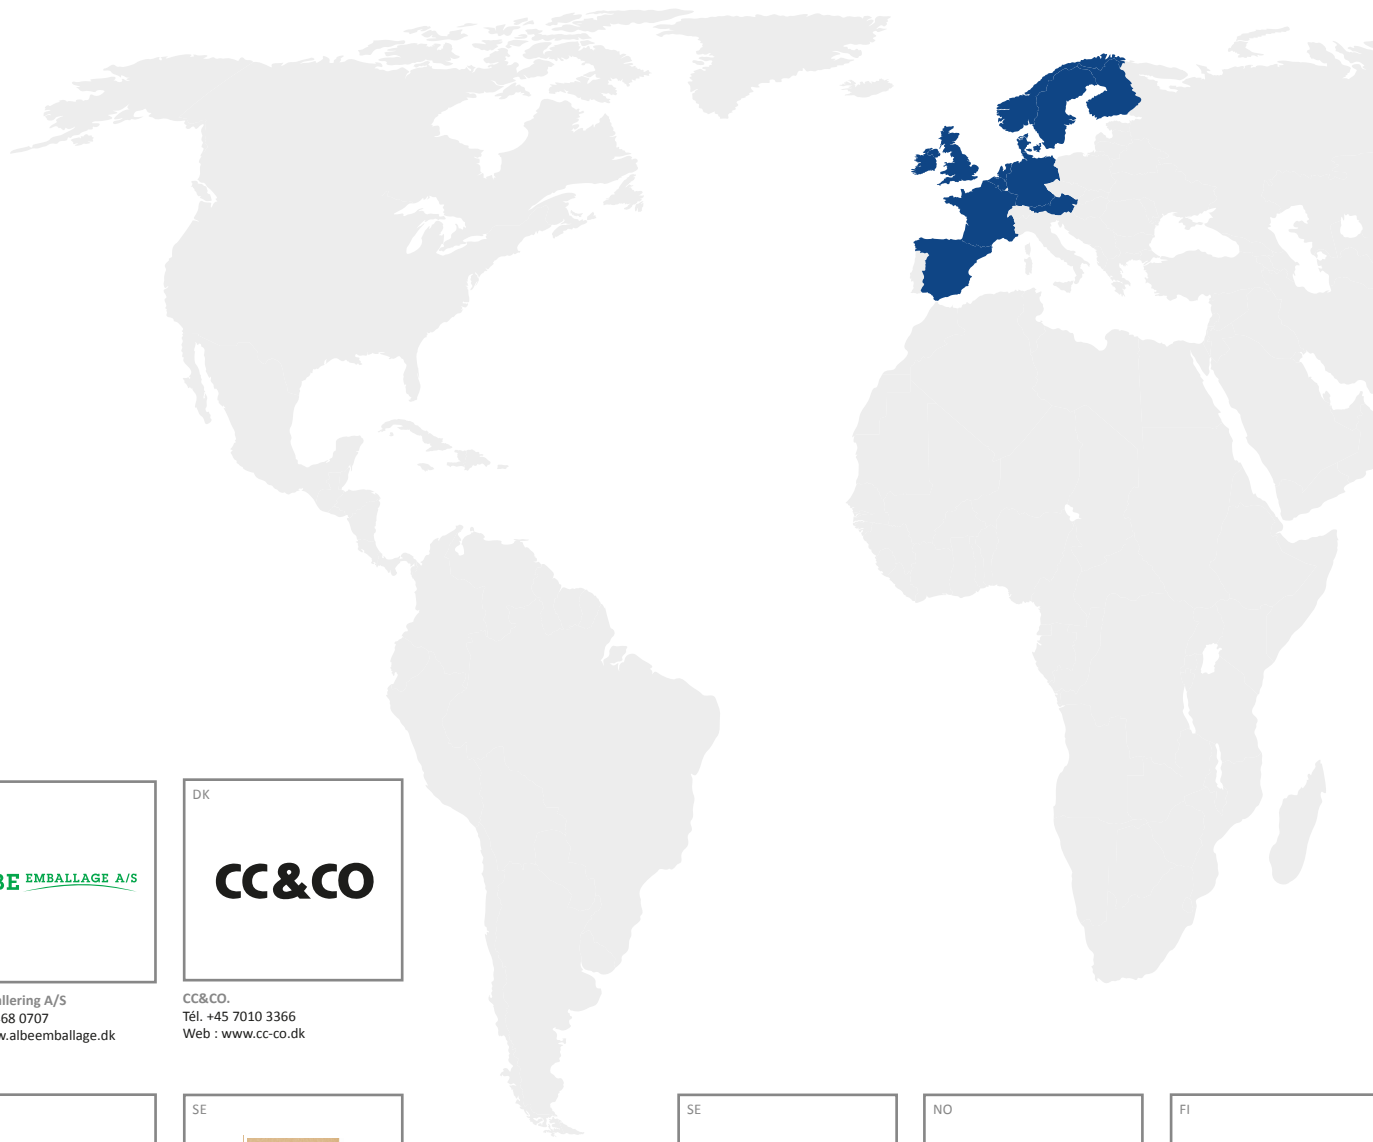 DK
EMBALLAGE A/S
CC&CO
A/S
68 0707
CC&CO.
Tél. +45 7010 3366
Web : www.cc-co.dk
.albeemballage.dk
SE
SE
NO
FI